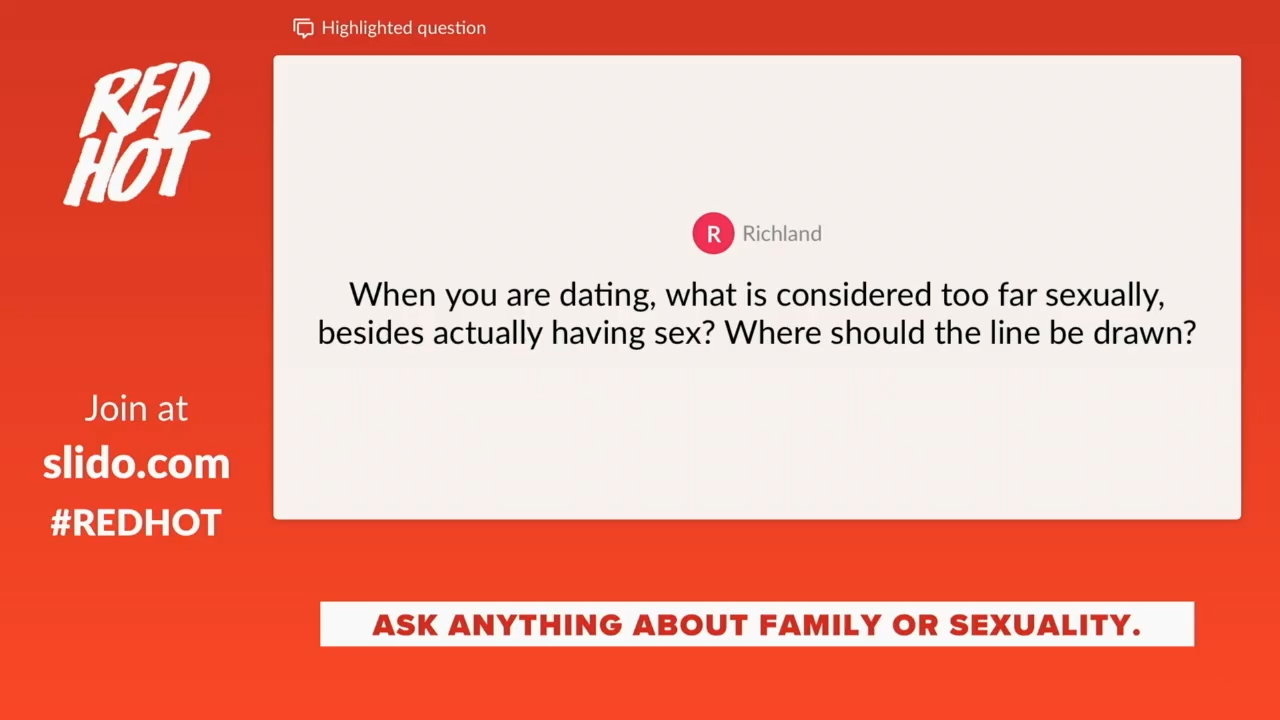 Highlighted question
RED
HOT
R Richland
When you are dating, what is considered too far sexually,
besides actually having sex? Where should the line be drawn?
Join at
slido.com
#REDHOT
ASK ANYTHING ABOUT FAMILY OR SEXUALITY.